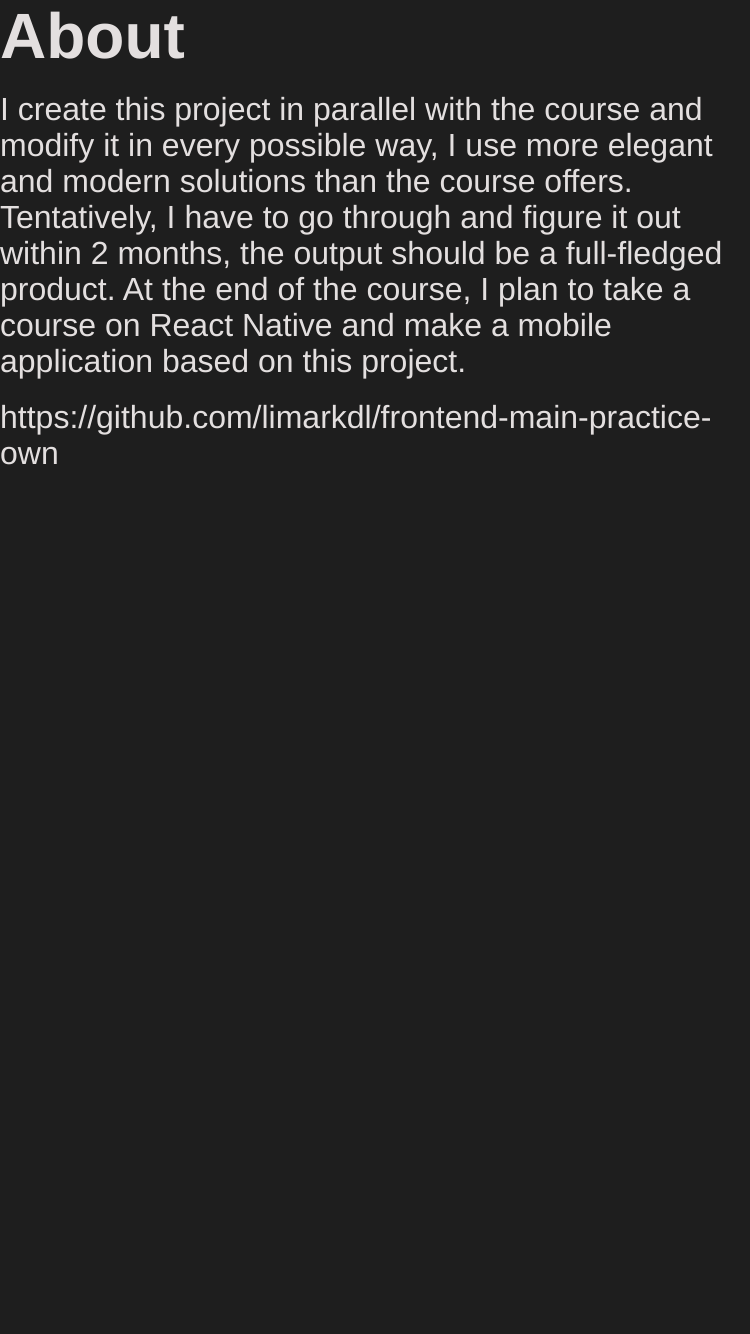 About
I create this project in parallel with the course and
modify it in every possible way, I use more elegant
and modern solutions than the course offers.
Tentatively, I have to go through and figure it out
within 2 months, the output should be a full-fledged
product. At the end of the course, I plan to take a
course on React Native and make a mobile
application based on this project.
https://github.com/limarkdl/frontend-main-practice-
own